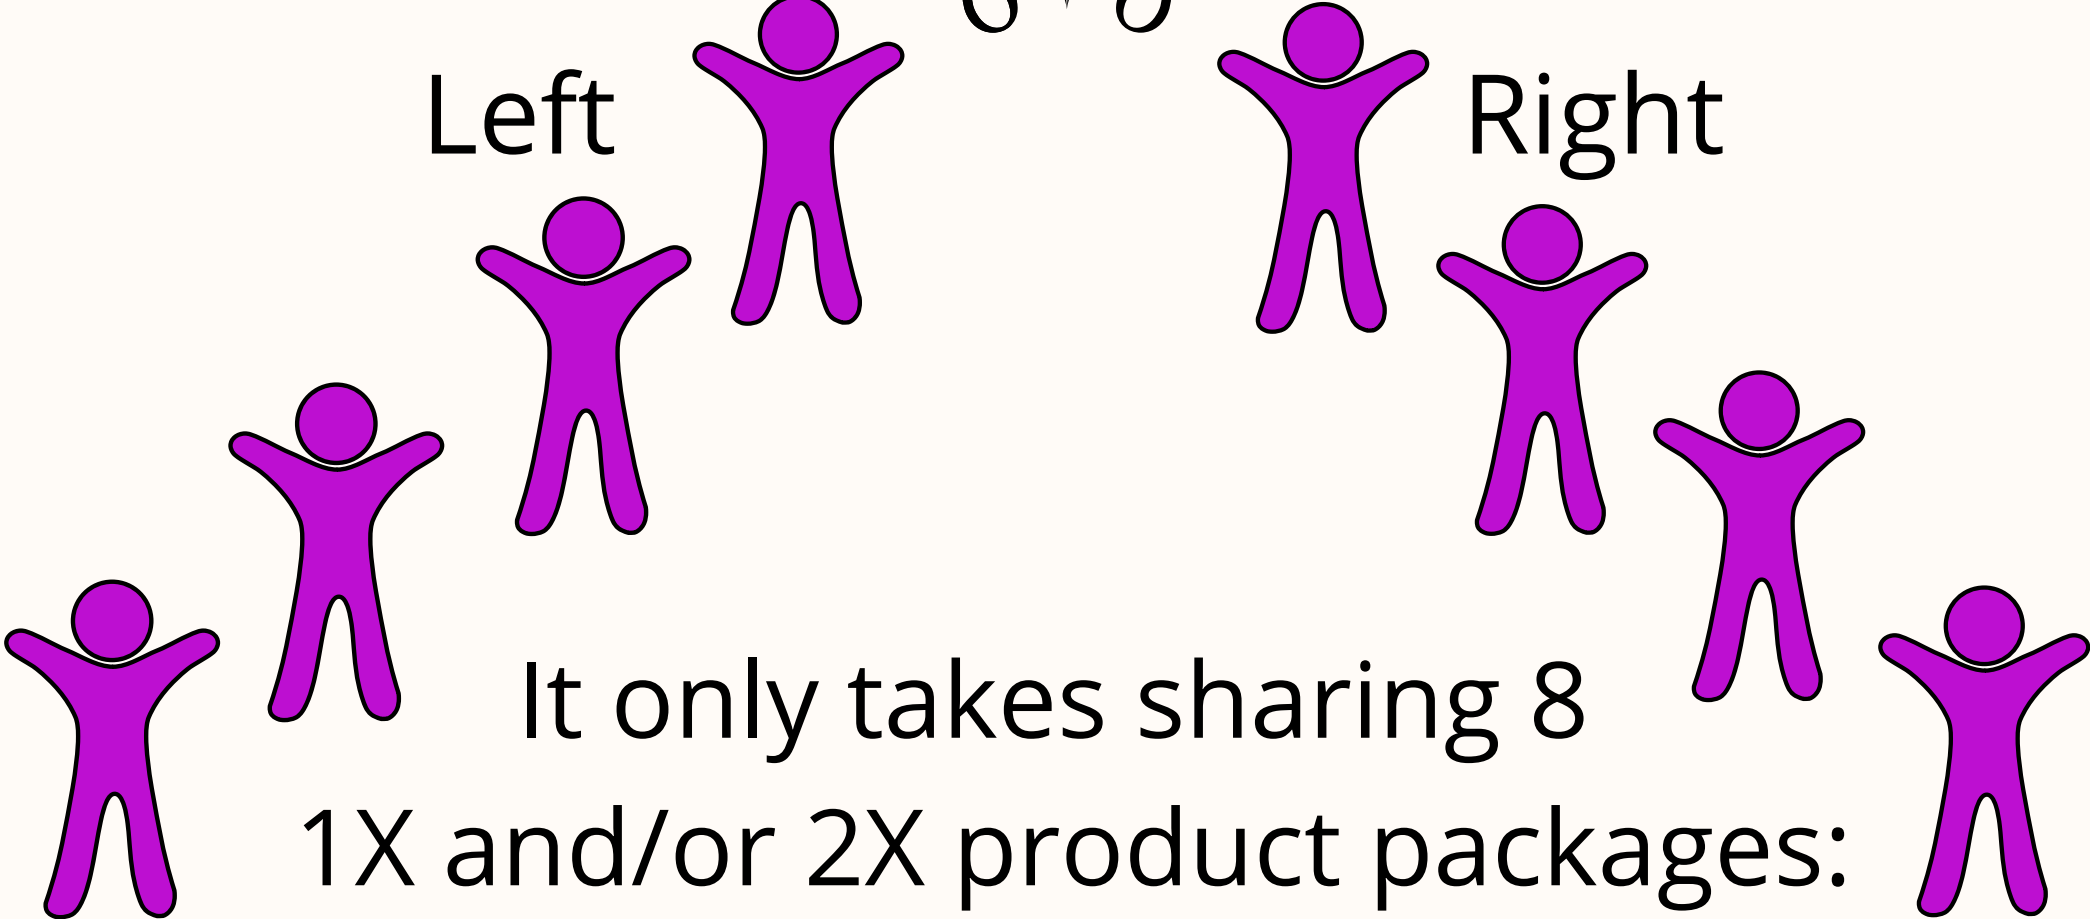 Left
Right
It only takes sharing 8
1X and/or 2X product packages: